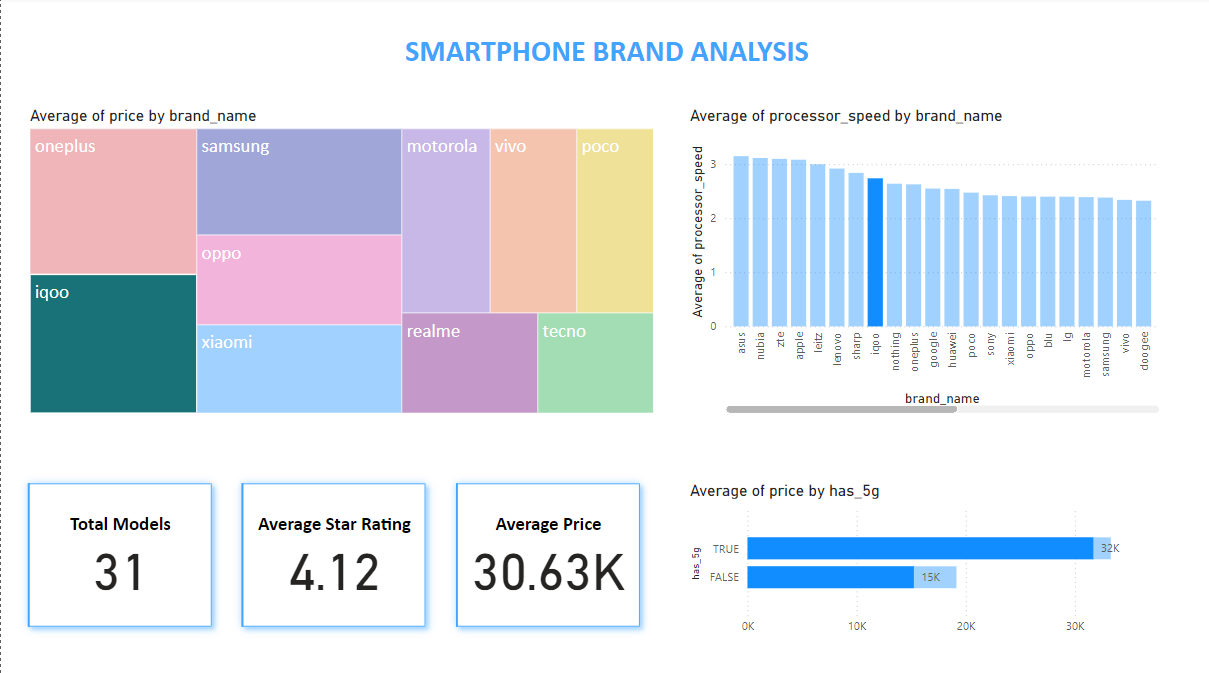 SMARTPHONE BRAND ANALYSIS
Average of price by brand_name
oneplus
samsung
motorola
vivo
poco
oppo
iqoo
realme
tecno
xiaomi
Average of processor_speed by brand_name
Average of processor_speed
3
2
1
0
asus
nubia
zte
apple
leitz
lenovo
sharp
iqoo
nothing
oneplus
google
huawei
poco
sony
xiaomi
oppo
blu
lg
motorola
samsung
vivo
doogee
brand_name
Total Models
31
Average Star Rating
4.12
Average Price
30.63K
Average of price by has_5g
has_5g
TRUE
32K
FALSE
15K
0K
10K
20K
30K